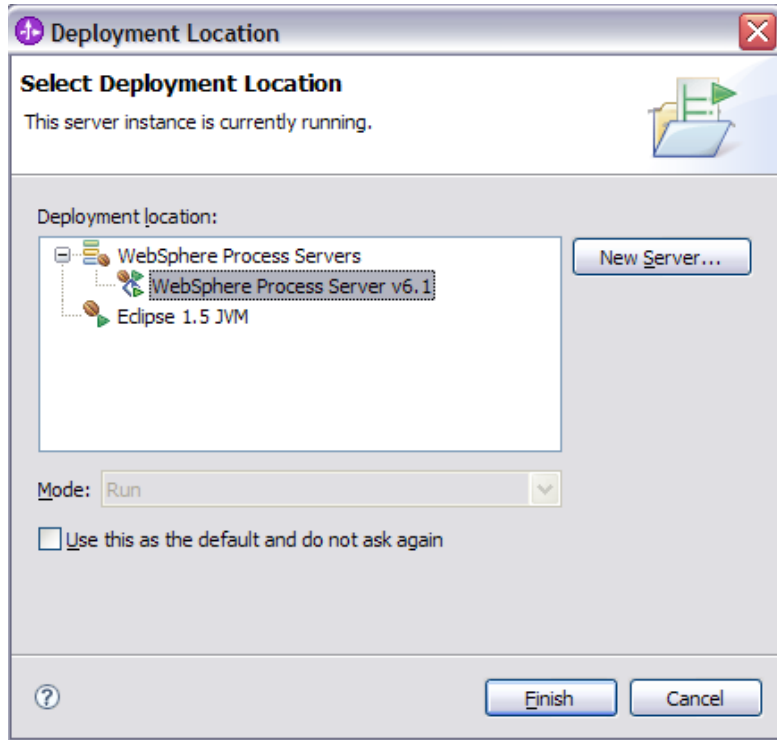 Deployment Location
Select Deployment Location
This server instance is currently running.
Deployment location:
WebSphere Process Servers
New Server...
WebSphere Process Server v6.1
Eclipse 1.5 JVM
Mode: Run
Use this as the default and do not ask again
?
Finish Cancel